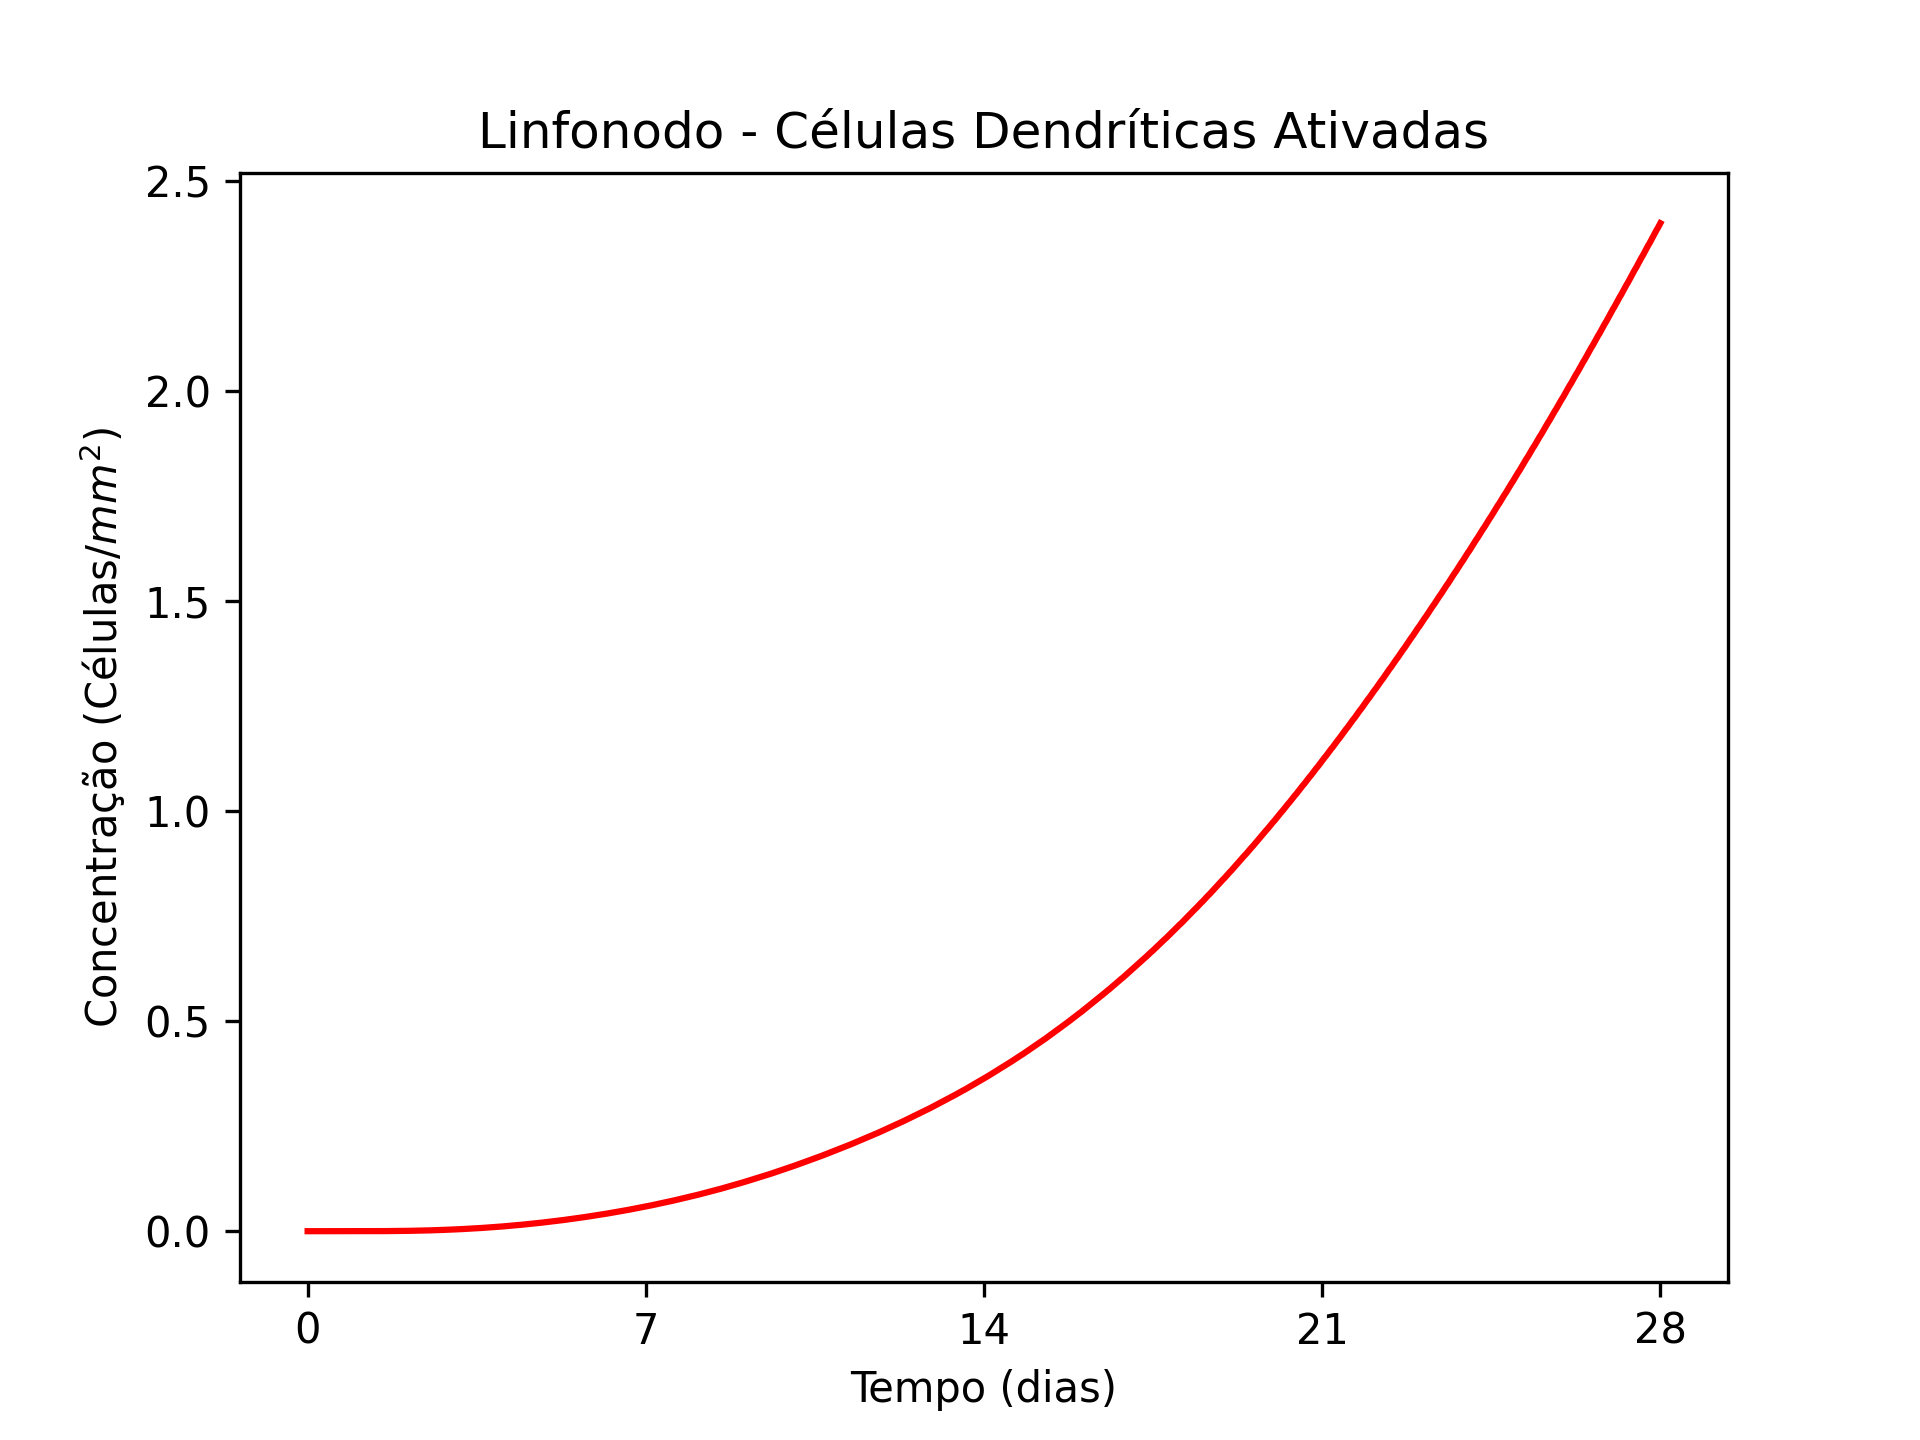 Linfonodo - Células Dendríticas Ativadas
2.5
2.0
1.5
1.0
0.5
0.0
Concentração (Células/mm²)
0 7 14 21 28
Tempo (dias)